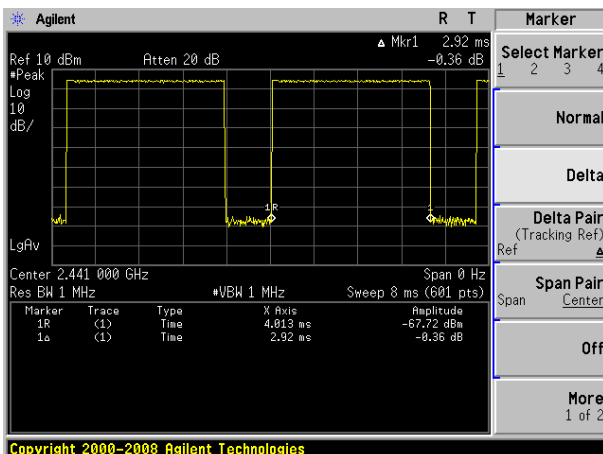 Agilent R T
Δ Mkr1 2.92 ms
Ref 10 dBm Atten 20 dB -0.36 dB
#Peak
Log
10
dB/
1R
1
LgAv
Center 2.441 000 GHz Span 0 Hz
Res BW 1 MHz #VBW 1 MHz Sweep 8 ms (601 pts)
Marker Trace Type X Axis Amplitude
1R (1) Time 4.013 ms -67.72 dBm
1Δ (1) Time 2.92 ms -0.36 dB
Copyright 2000-2008 Agilent Technologies
Marker
Select Marker
1 2 3 4
Normal
Delta
Delta Pair
(Tracking Ref)
Ref Δ
Span Pair
Span Center
Off
More
1 of 2